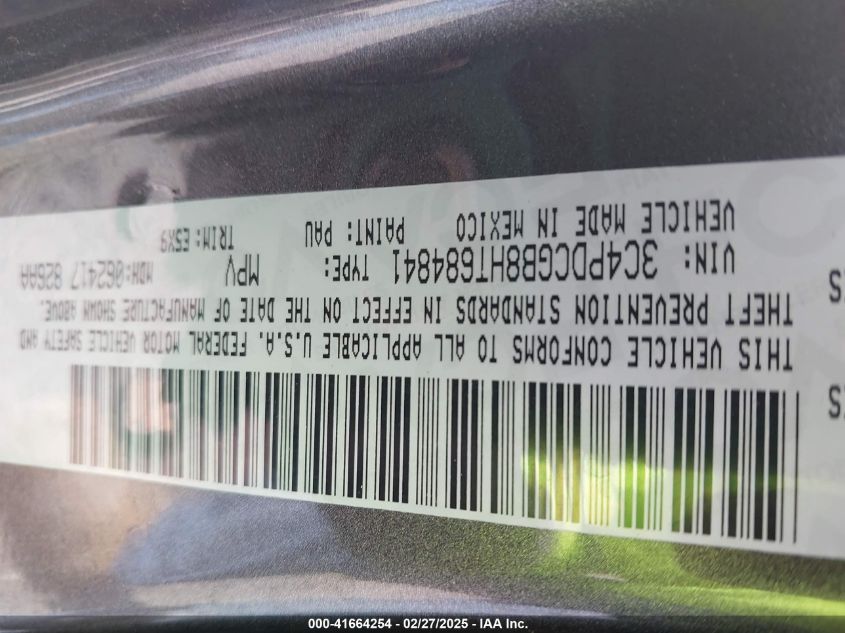 THIS VEHICLE CONFORMS TO ALL APPLICABLE U.S.A. FEDERAL MOTOR VEHICLE SAFETY AND
THEFT PREVENTION STANDARDS IN EFFECT ON THE DATE OF MANUFACTURE SHOWN ABOVE.
VIN: 3C4PDCGB8HT684841 TYPE: MPV MDH:062417 826AA
VEHICLE MADE IN MEXICO PAINT: PAU TRIM: E5X9
000-41664254 - 02/27/2025 - IAA Inc.